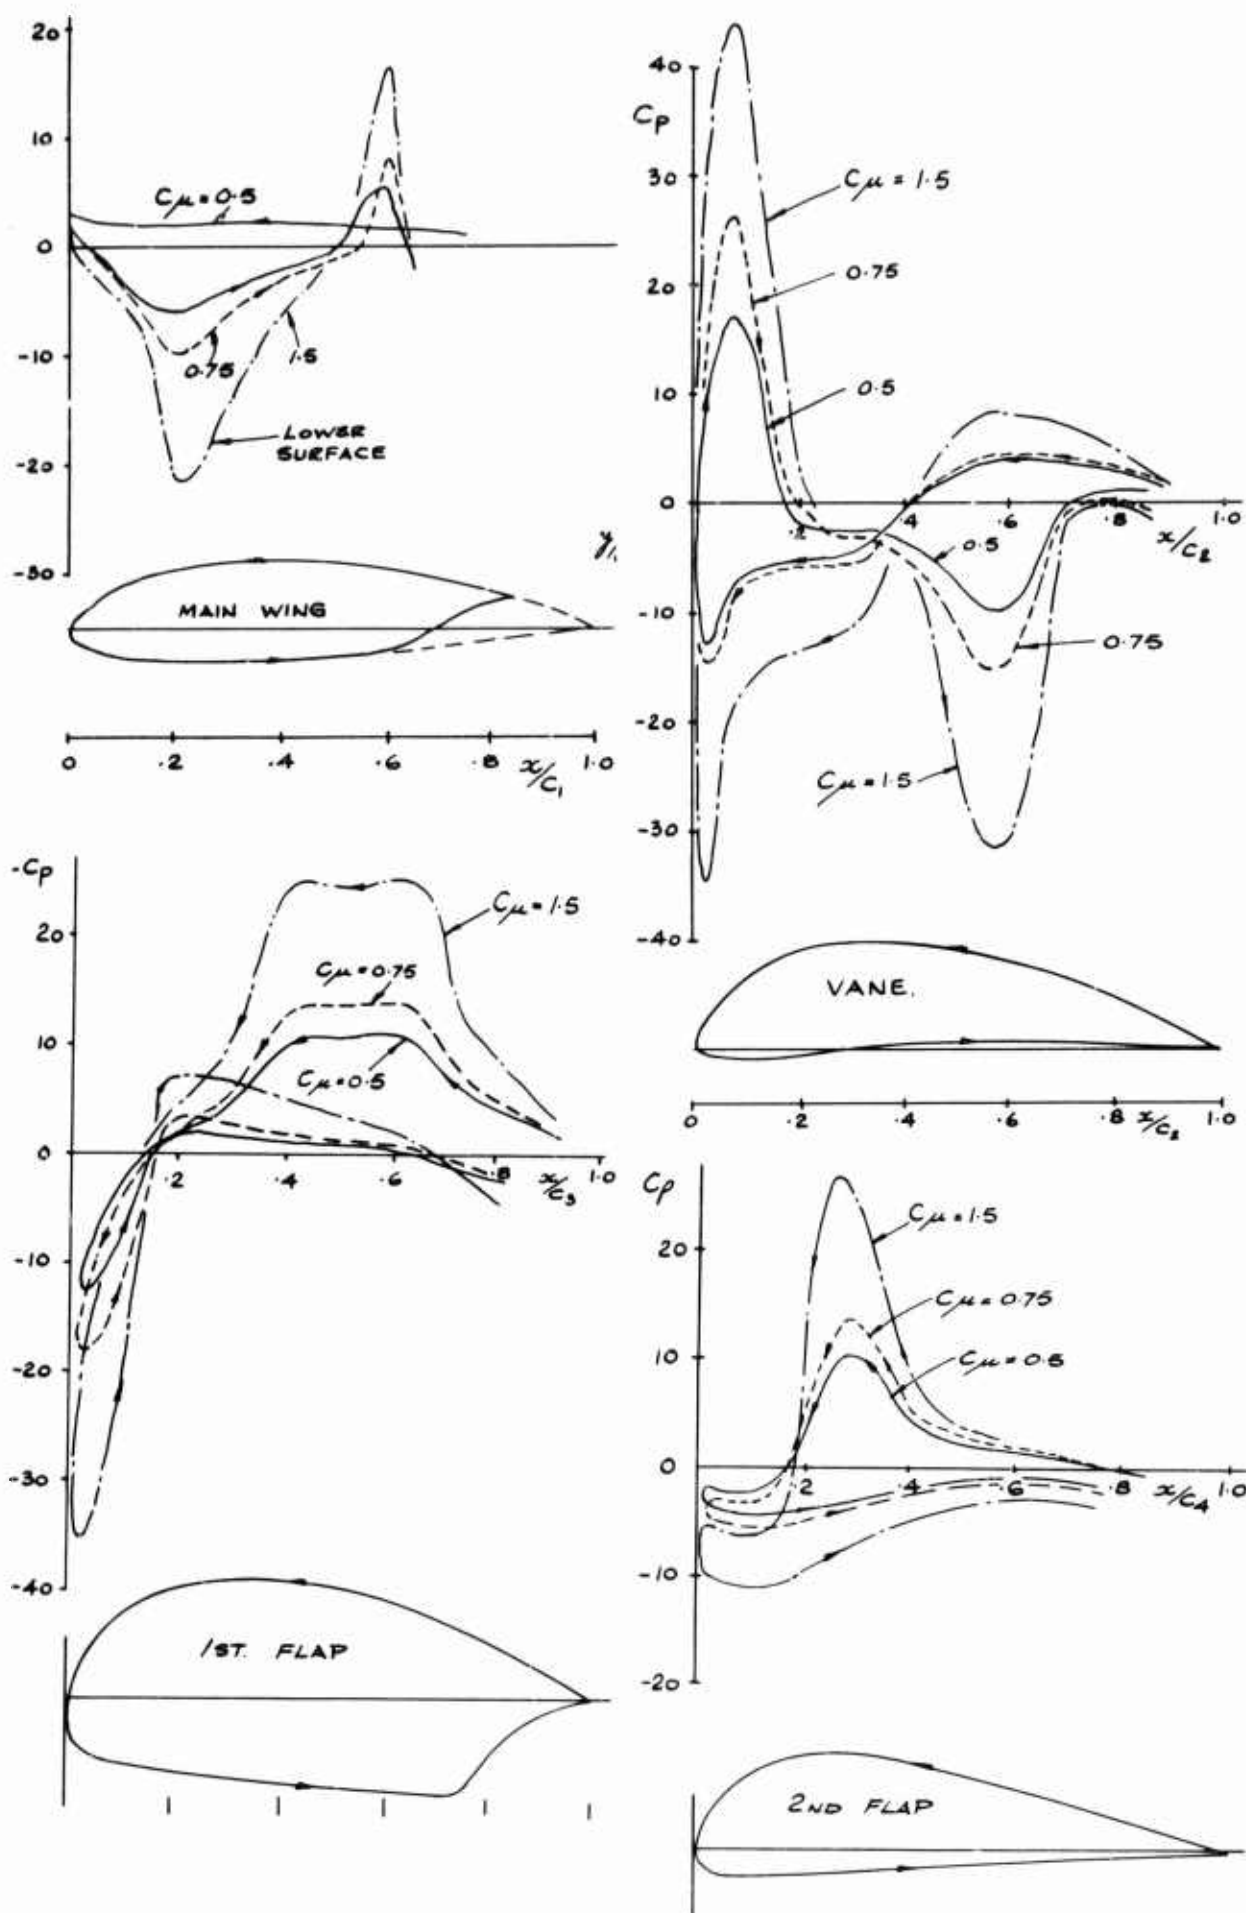 20
10
Cμ = 0.5
0
-10
0.75
1.5
LOWER
SURFACE
-20
-30
MAIN WING
0 .2 .4 .6 .8 x/C1 1.0
40
Cp
Cμ = 1.5
30
0.75
20
0.5
10
0
.2 .4 .6 .8 1.0
x/C2
0.5
-10
0.75
-20
Cμ = 1.5
-30
-40
VANE.
0 .2 .4 .6 .8 x/C2 1.0
-Cp
Cμ = 1.5
20
Cμ = 0.75
10
Cμ = 0.5
0
.2 .4 .6 x/C3 .8 1.0
-10
-20
-30
-40
1ST. FLAP
Cp
Cμ = 1.5
20
Cμ = 0.75
10
Cμ = 0.5
0
.2 .4 .6 .8 x/C4 1.0
-10
-20
2ND FLAP